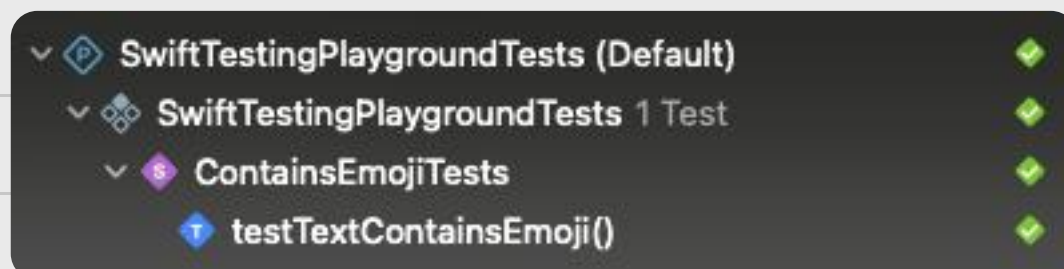 P SwiftTestingPlaygroundTests (Default)
SwiftTestingPlaygroundTests 1 Test
S ContainsEmojiTests
T testTextContainsEmoji()